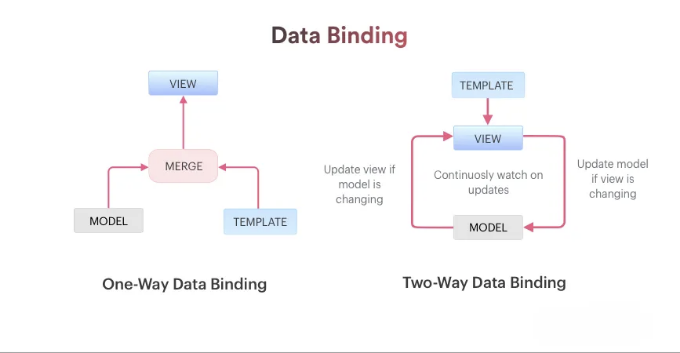 Data Binding
VIEW
MERGE
MODEL
TEMPLATE
One-Way Data Binding
TEMPLATE
VIEW
Update view if
model is
changing
Continuosly watch on
updates
Update model
if view is
changing
MODEL
Two-Way Data Binding